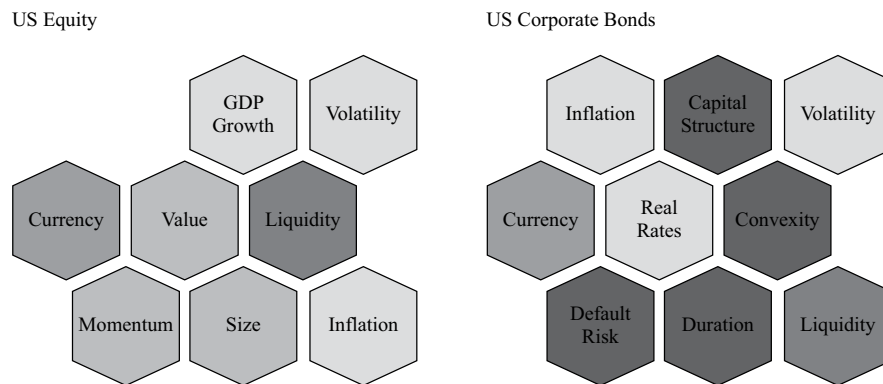 US Equity
GDP
Growth
Volatility
Currency
Value
Liquidity
Momentum
Size
Inflation
US Corporate Bonds
Inflation
Capital
Structure
Volatility
Currency
Real
Rates
Convexity
Default
Risk
Duration
Liquidity